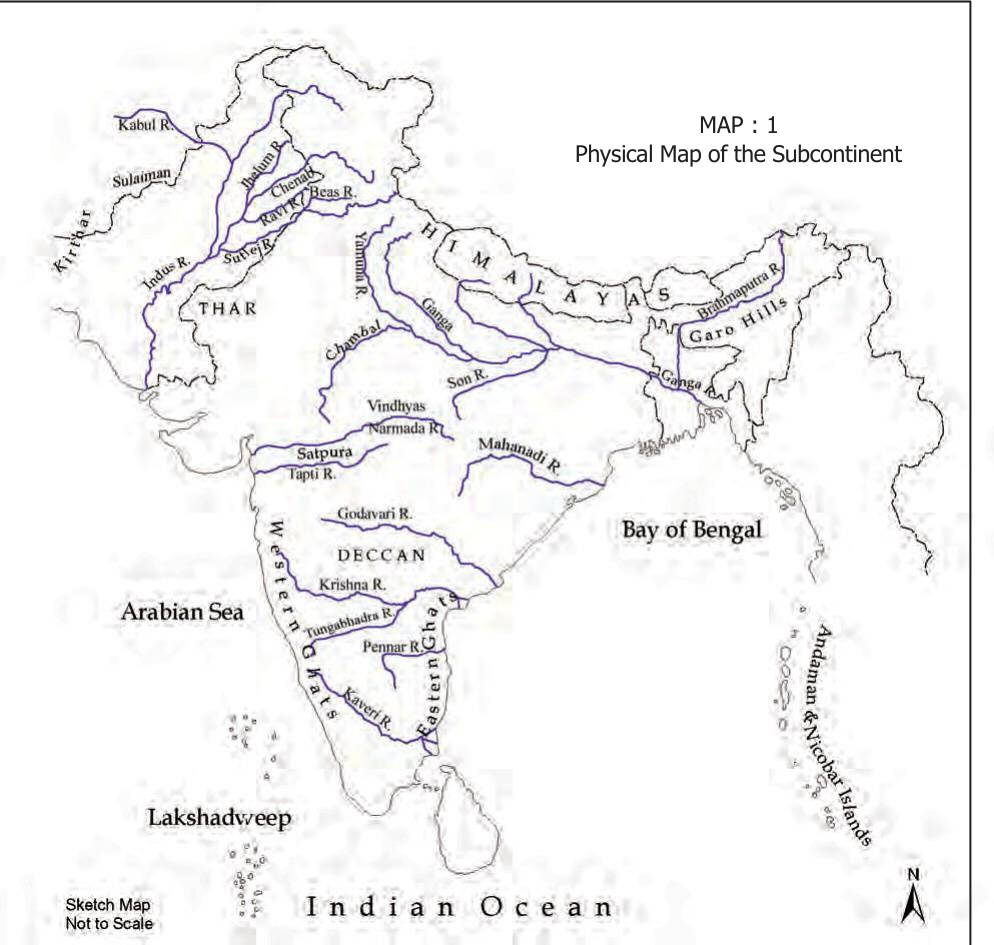 MAP : 1
Physical Map of the Subcontinent
Kabul R.
Sulaiman
Jhelum R.
Chenab
Beas R.
Ravi R.
Kirthar
Sutlej R.
Indus R.
Yamuna R.
HIMALAYAS
THAR
Ganga
Brahmaputra R.
Garo Hills
Chambal
Son R.
Ganga R.
Vindhyas
Narmada R.
Satpura
Tapti R.
Mahanadi R.
Godavari R.
Bay of Bengal
DECCAN
Western Ghats
Krishna R.
Arabian Sea
Tungabhadra R.
Eastern Ghats
Pennar R.
Kaveri R.
Andaman & Nicobar Islands
Lakshadweep
N
Sketch Map
Not to Scale
Indian Ocean